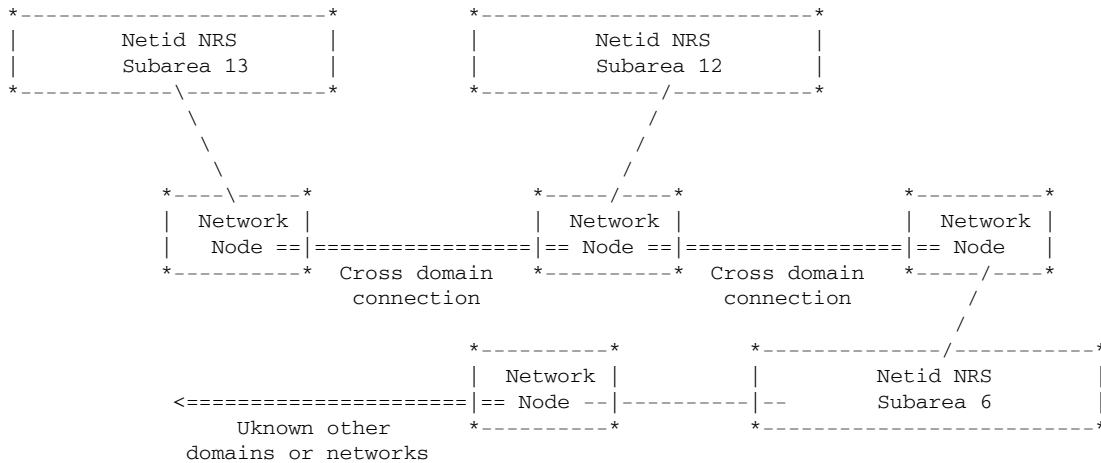 Netid NRS
Subarea 13
Netid NRS
Subarea 12
Network
Node
Network
Node
Network
Node
Cross domain
connection
Cross domain
connection
Network
Node
Netid NRS
Subarea 6
Uknown other
domains or networks